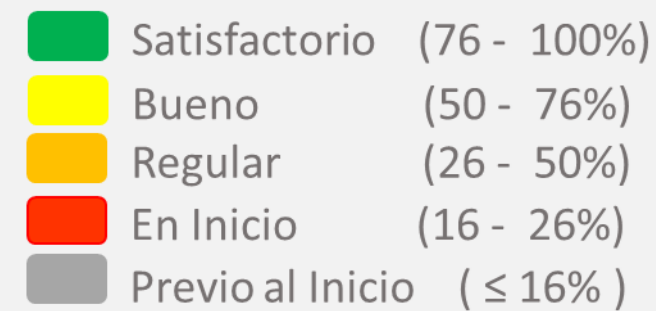 Satisfactorio (76 - 100%)
Bueno (50 - 76%)
Regular (26 - 50%)
En Inicio (16 - 26%)
Previo al Inicio ( ≤ 16% )